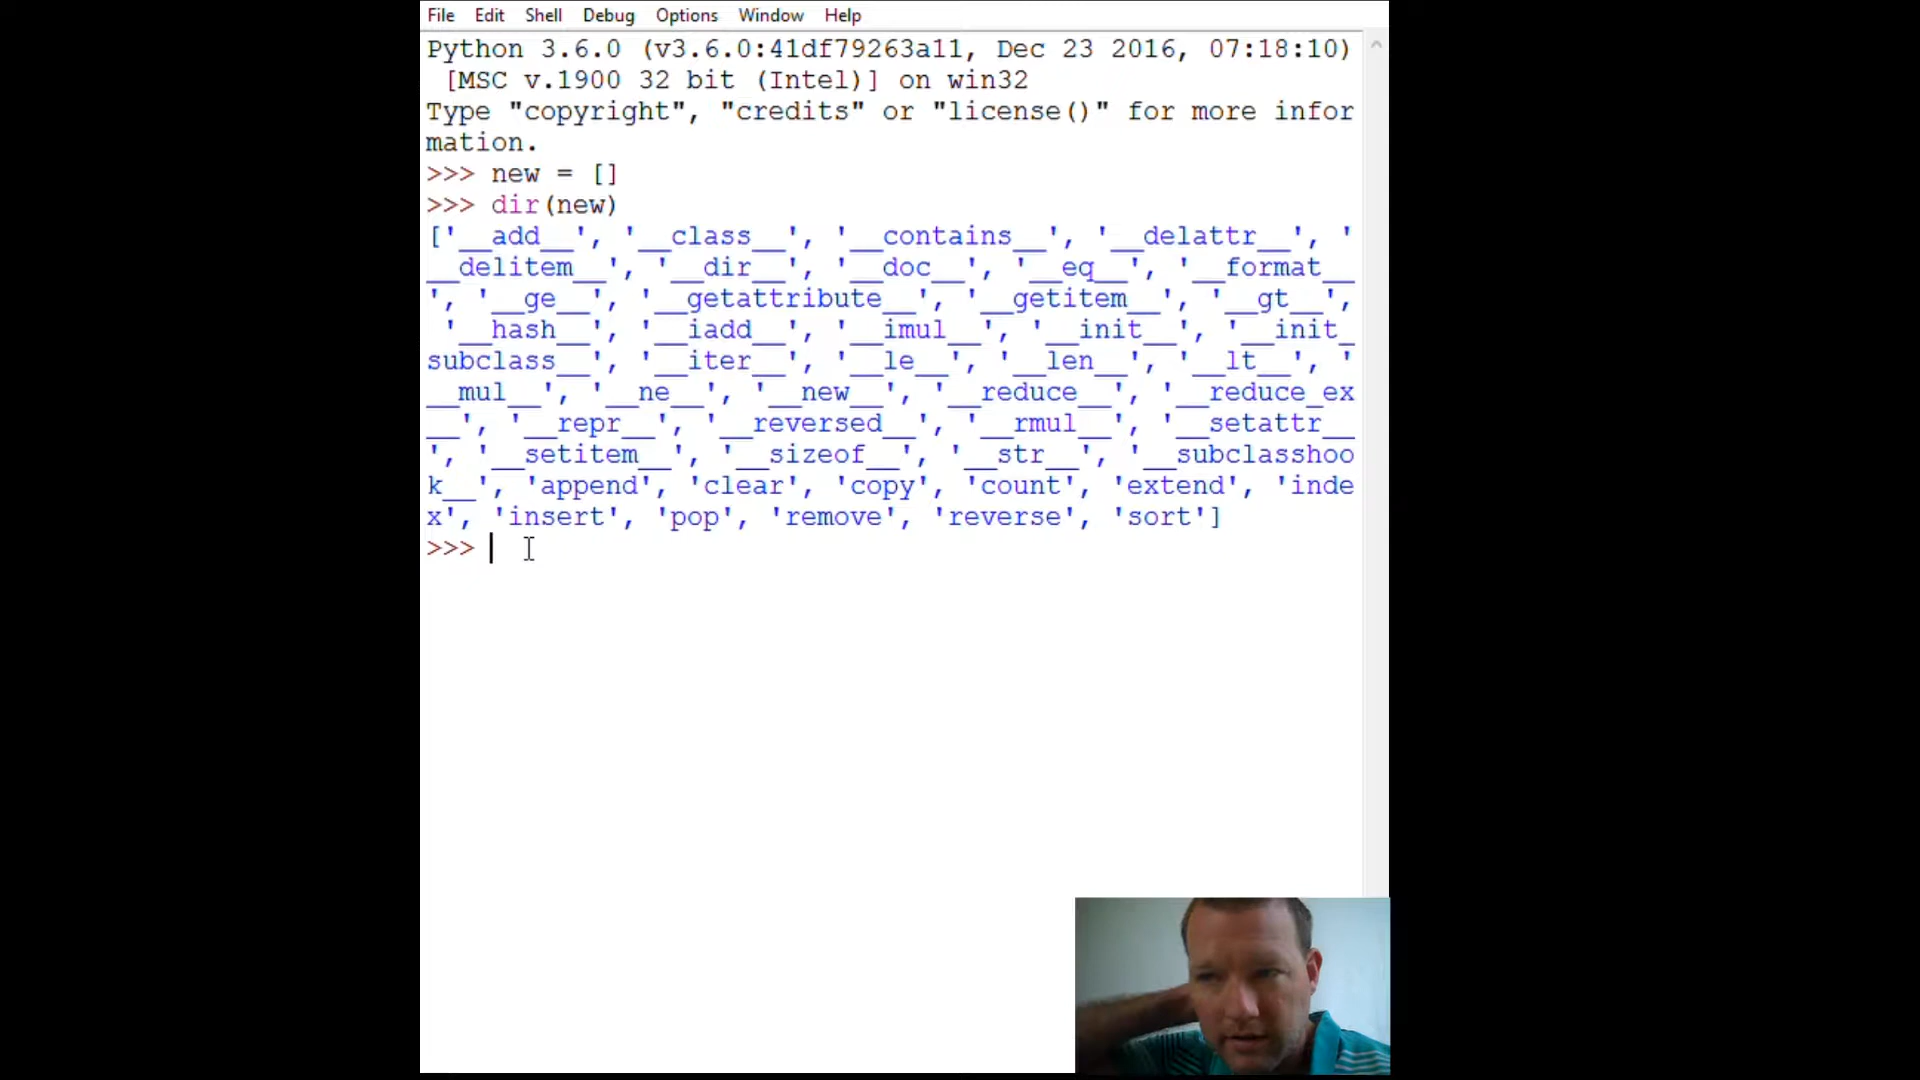 File Edit Shell Debug Options Window Help
Python 3.6.0 (v3.6.0:41df79263a11, Dec 23 2016, 07:18:10)
 [MSC v.1900 32 bit (Intel)] on win32
Type "copyright", "credits" or "license()" for more infor
mation.
>>> new = []
>>> dir(new)
['__add__', '__class__', '__contains__', '__delattr__', '
__delitem__', '__dir__', '__doc__', '__eq__', '__format__
', '__ge__', '__getattribute__', '__getitem__', '__gt__',
 '__hash__', '__iadd__', '__imul__', '__init__', '__init_
subclass__', '__iter__', '__le__', '__len__', '__lt__', '
__mul__', '__ne__', '__new__', '__reduce__', '__reduce_ex
__', '__repr__', '__reversed__', '__rmul__', '__setattr__
', '__setitem__', '__sizeof__', '__str__', '__subclasshoo
k__', 'append', 'clear', 'copy', 'count', 'extend', 'inde
x', 'insert', 'pop', 'remove', 'reverse', 'sort']
>>>